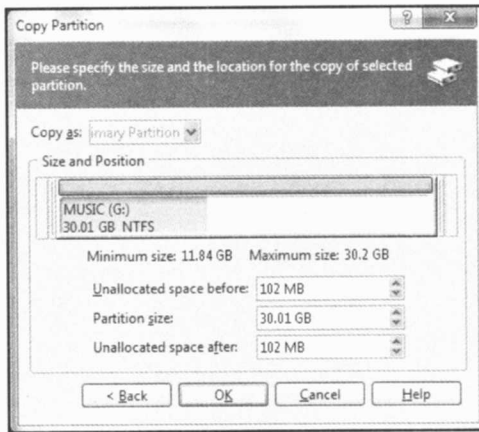 Copy Partition
Please specify the size and the location for the copy of selected
partition.
Copy as: imary Partition
Size and Position
MUSIC (G:)
30.01 GB NTFS
Minimum size: 11.84 GB Maximum size: 30.2 GB
Unallocated space before: 102 MB
Partition size: 30.01 GB
Unallocated space after: 102 MB
< Back OK Cancel Help